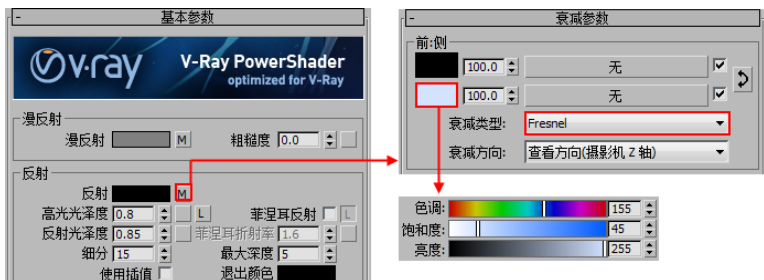 - 基本参数
v·ray V-Ray PowerShader
optimized for V-Ray
漫反射
漫反射 M 粗糙度 0.0
反射
反射 M
高光光泽度 0.8 L 菲涅耳反射 L
反射光泽度 0.85 菲涅耳折射率 1.6
细分 15 最大深度 5
使用插值 退出颜色
- 衰减参数
前:侧
100.0 无
100.0 无
衰减类型: Fresnel
衰减方向: 查看方向(摄影机 Z 轴)
色调: 155
饱和度: 45
亮度: 255